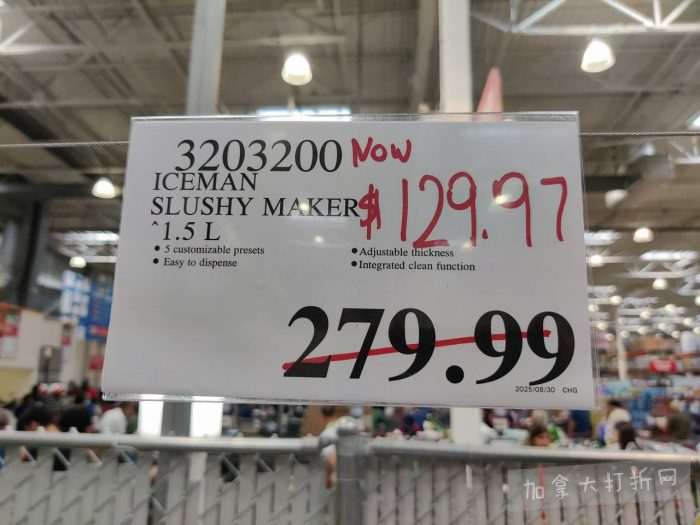 3203200 Now
ICEMAN
SLUSHY MAKER $129.97
^1.5 L
• 5 customizable presets
• Easy to dispense
• Adjustable thickness
• Integrated clean function
279.99
2025/08/30 CHG
加拿大打折网